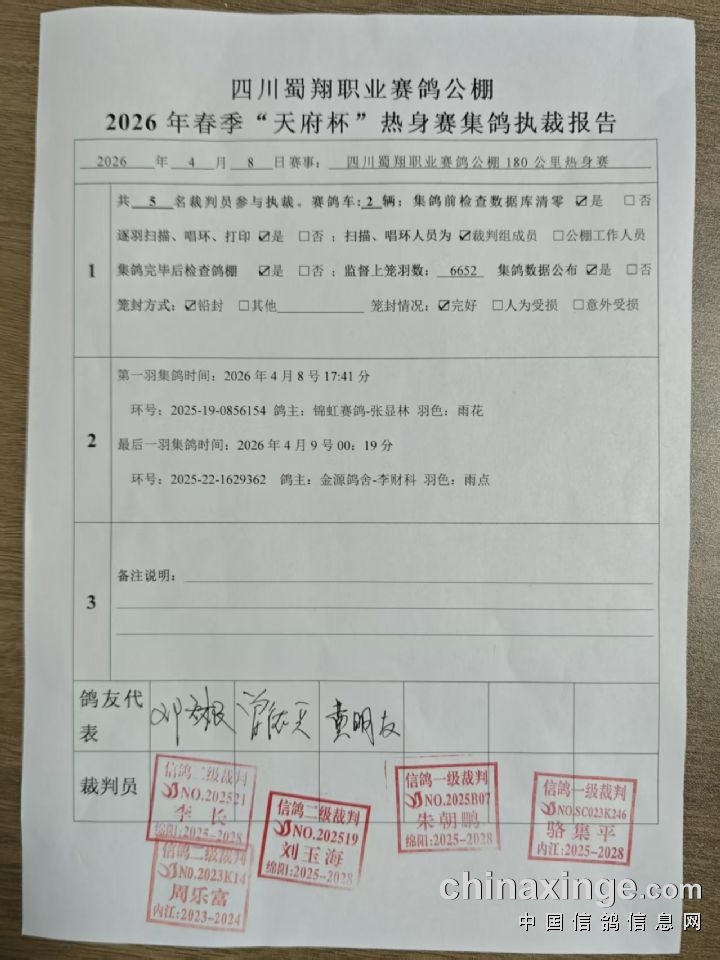 四川蜀翔职业赛鸽公棚
2026年春季“天府杯”热身赛集鸽执裁报告
2026 年 4 月 8 日赛事： 四川蜀翔职业赛鸽公棚180公里热身赛
1
共 5 名裁判员参与执裁。赛鸽车：2 辆；集鸽前检查数据库清零 ☑是 □否
逐羽扫描、唱环、打印 ☑是 □否；扫描、唱环人员为 ☑裁判组成员 □公棚工作人员
集鸽完毕后检查鸽棚 ☑是 □否；监督上笼羽数： 6652 集鸽数据公布 ☑是 □否
笼封方式：☑铅封 □其他 笼封情况：☑完好 □人为受损 □意外受损
2
第一羽集鸽时间：2026年4月8号17:41分
环号：2025-19-0856154 鸽主：锦虹赛鸽-张显林 羽色：雨花
最后一羽集鸽时间：2026年4月9号00：19分
环号：2025-22-1629362 鸽主：金源鸽舍-李财科 羽色：雨点
3
备注说明：
鸽友代
表
黄明友
裁判员
信鸽二级裁判
NO.202521
李长
绵阳:2025-2028
信鸽二级裁判
NO.2023K14
周乐富
内江:2023-2024
信鸽二级裁判
NO.202519
刘玉海
绵阳:2025-2028
信鸽一级裁判
NO.2025B07
朱朝鹏
绵阳:2025-2028
信鸽一级裁判
NO.SC023K246
骆集平
内江:2025-2028
chinaxinge.com
中国信鸽信息网